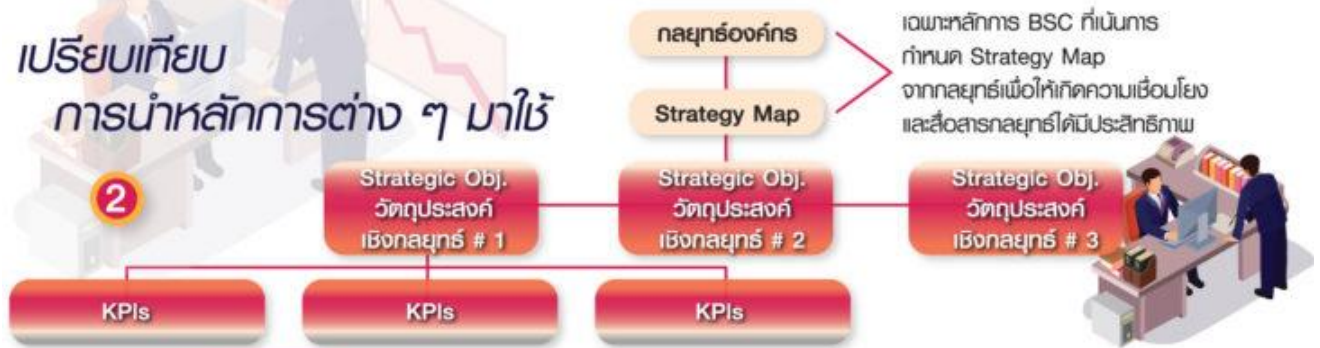 เปรียบเทียบ
การนำหลักการต่าง ๆ มาใช้
2
กลยุทธ์องค์กร
Strategy Map
เฉพาะหลักการ BSC ที่เน้นการ
กำหนด Strategy Map
จากกลยุทธ์เพื่อให้เกิดความเชื่อมโยง
และสื่อสารกลยุทธ์ได้มีประสิทธิภาพ
Strategic Obj.
วัตถุประสงค์
เชิงกลยุทธ์ # 1
Strategic Obj.
วัตถุประสงค์
เชิงกลยุทธ์ # 2
Strategic Obj.
วัตถุประสงค์
เชิงกลยุทธ์ # 3
KPIs
KPIs
KPIs